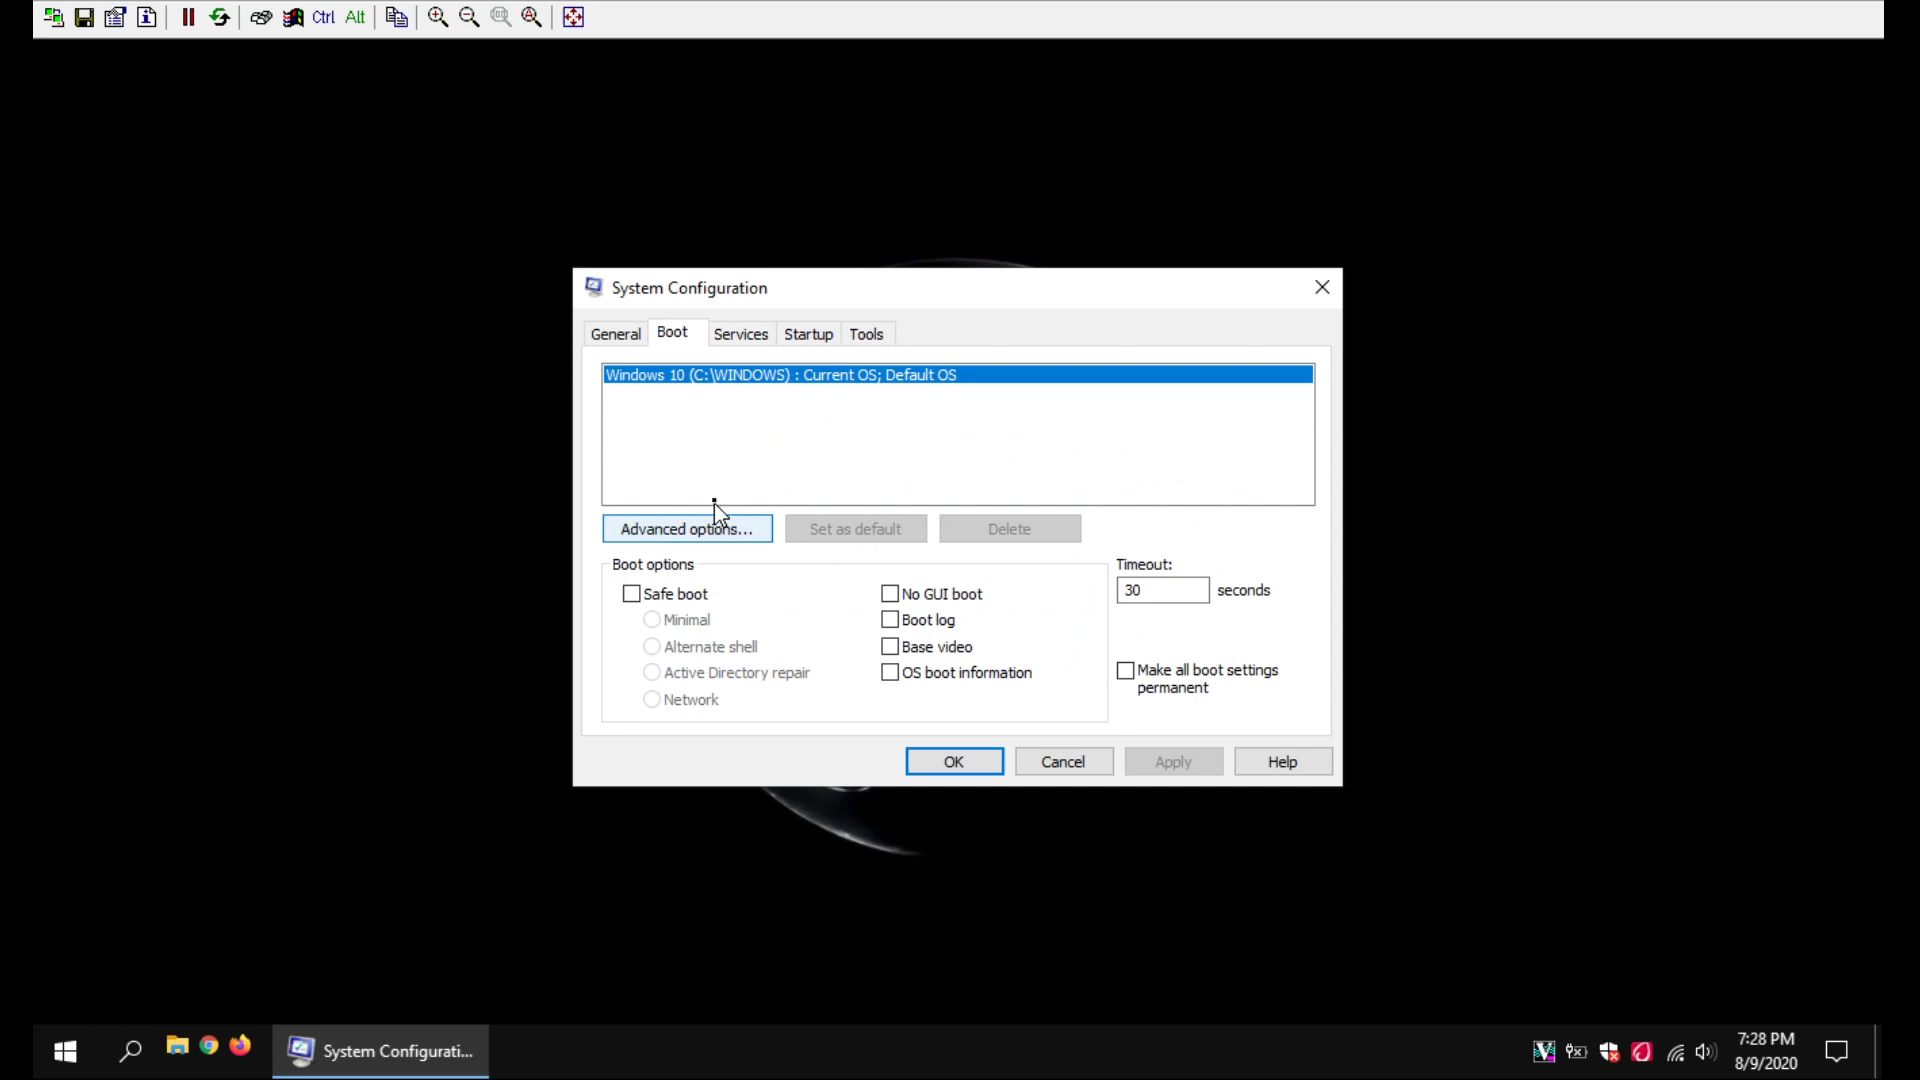 Ctrl Alt
System Configuration
General Boot Services Startup Tools
Windows 10 (C:\WINDOWS) : Current OS; Default OS
Advanced options... Set as default Delete
Boot options Timeout:
Safe boot No GUI boot 30 seconds
Minimal Boot log
Alternate shell Base video
Active Directory repair OS boot information Make all boot settings
permanent
Network
OK Cancel Apply Help
System Configurati...
7:28 PM
8/9/2020